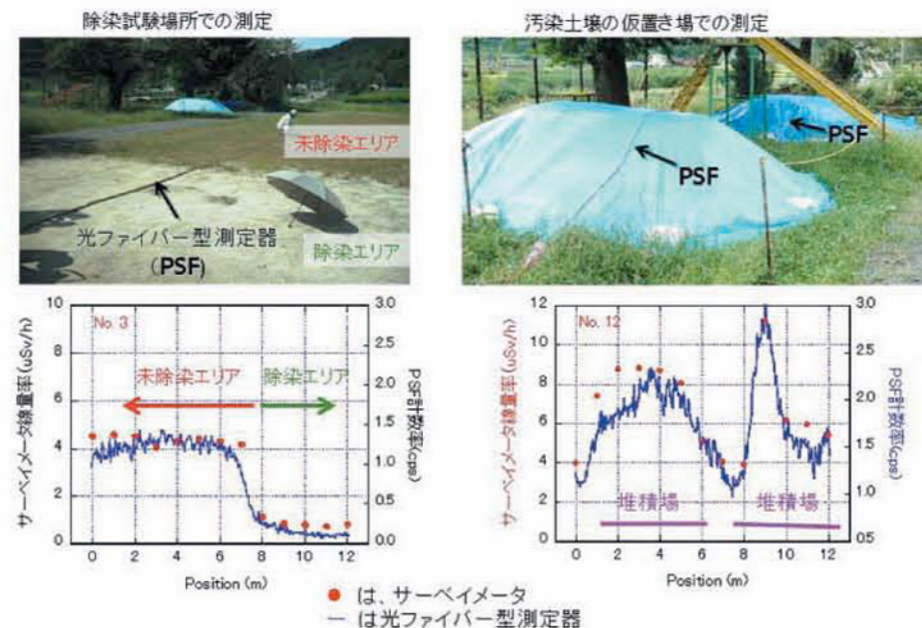 除染試験場所での測定
汚染土壌の仮置き場での測定
未除染エリア
光ファイバー型測定器
(PSF)
除染エリア
PSF
PSF
サーベイメータ線量率(uSv/h)
10
8
6
4
2
0
No. 3
未除染エリア
除染エリア
3.0
2.5
2.0
1.5
1.0
0.5
0.0
PSF計数率(cps)
0 2 4 6 8 10 12
Position (m)
サーベイメータ線量率(uSv/h)
12
10
8
6
4
2
0
No. 12
堆積場
堆積場
3.0
2.5
2.0
1.5
1.0
0.5
PSF計数率(cps)
0 2 4 6 8 10 12
Position (m)
は、サーベイメータ
は光ファイバー型測定器